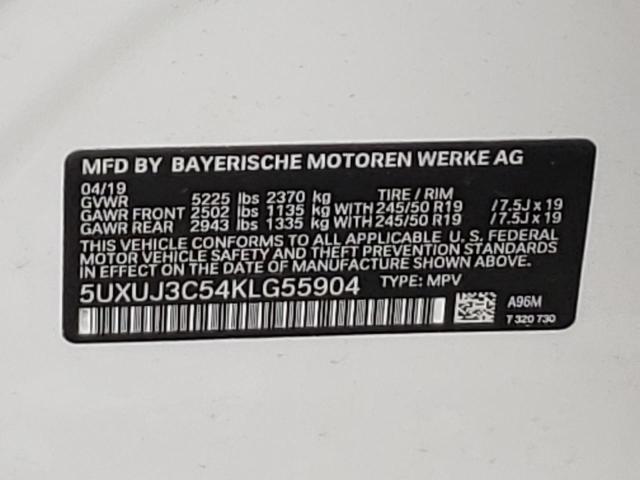 MFD BY BAYERISCHE MOTOREN WERKE AG
04/19
GVWR 5225 lbs 2370 kg TIRE / RIM
GAWR FRONT 2502 lbs 1135 kg WITH 245/50 R19 /7.5J x 19
GAWR REAR 2943 lbs 1335 kg WITH 245/50 R19 /7.5J x 19
THIS VEHICLE CONFORMS TO ALL APPLICABLE U. S. FEDERAL
MOTOR VEHICLE SAFETY AND THEFT PREVENTION STANDARDS
IN EFFECT ON THE DATE OF MANUFACTURE SHOWN ABOVE.
5UXUJ3C54KLG55904 TYPE: MPV
A96M
7 320 730